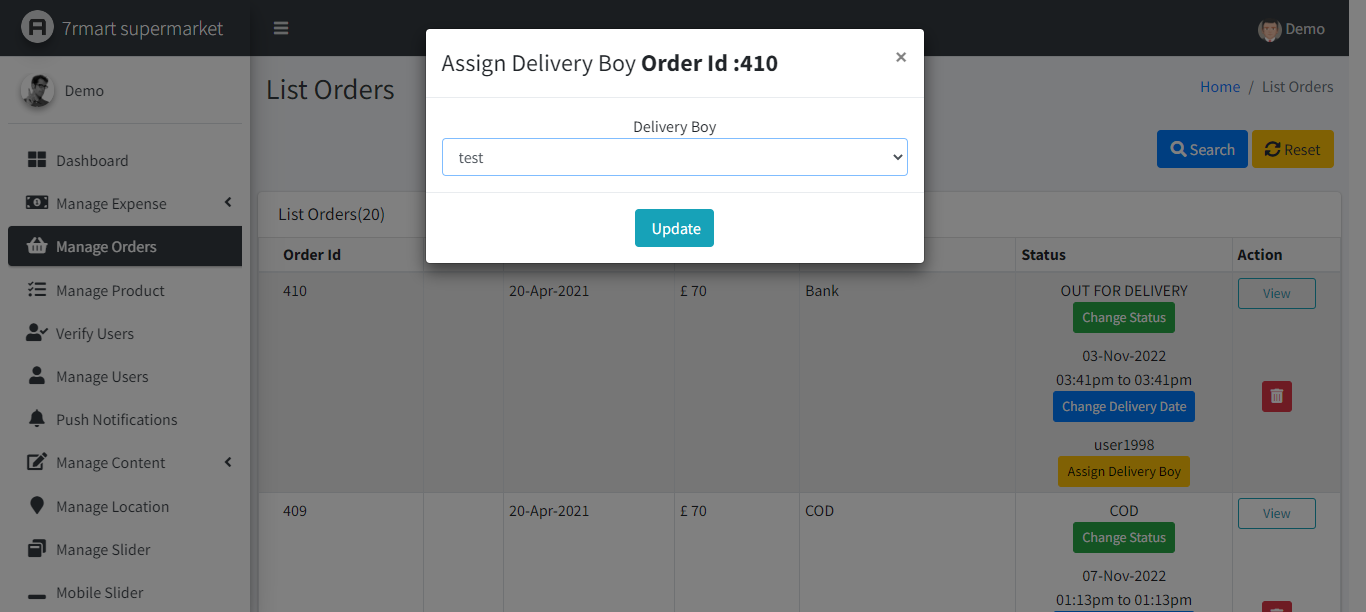 7rmart supermarket
Demo
Demo
Dashboard
Manage Expense
Manage Orders
Manage Product
Verify Users
Manage Users
Push Notifications
Manage Content
Manage Location
Manage Slider
Mobile Slider
List Orders
Home / List Orders
Search
Reset
Assign Delivery Boy Order Id :410
×
Delivery Boy
test
Update
List Orders(20)
Order Id
Status
Action
410
20-Apr-2021
£ 70
Bank
OUT FOR DELIVERY
Change Status
03-Nov-2022
03:41pm to 03:41pm
Change Delivery Date
user1998
Assign Delivery Boy
View
409
20-Apr-2021
£ 70
COD
COD
Change Status
07-Nov-2022
01:13pm to 01:13pm
View